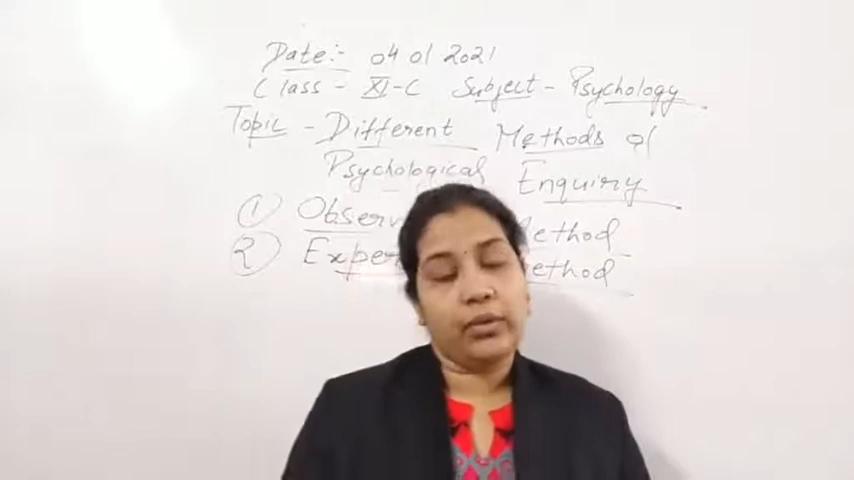 Date:- 04 01 2021
Class - XI-C Subject - Psychology
Topic - Different Methods of
Psychological Enquiry
① Observ ethod
② Exper ethod